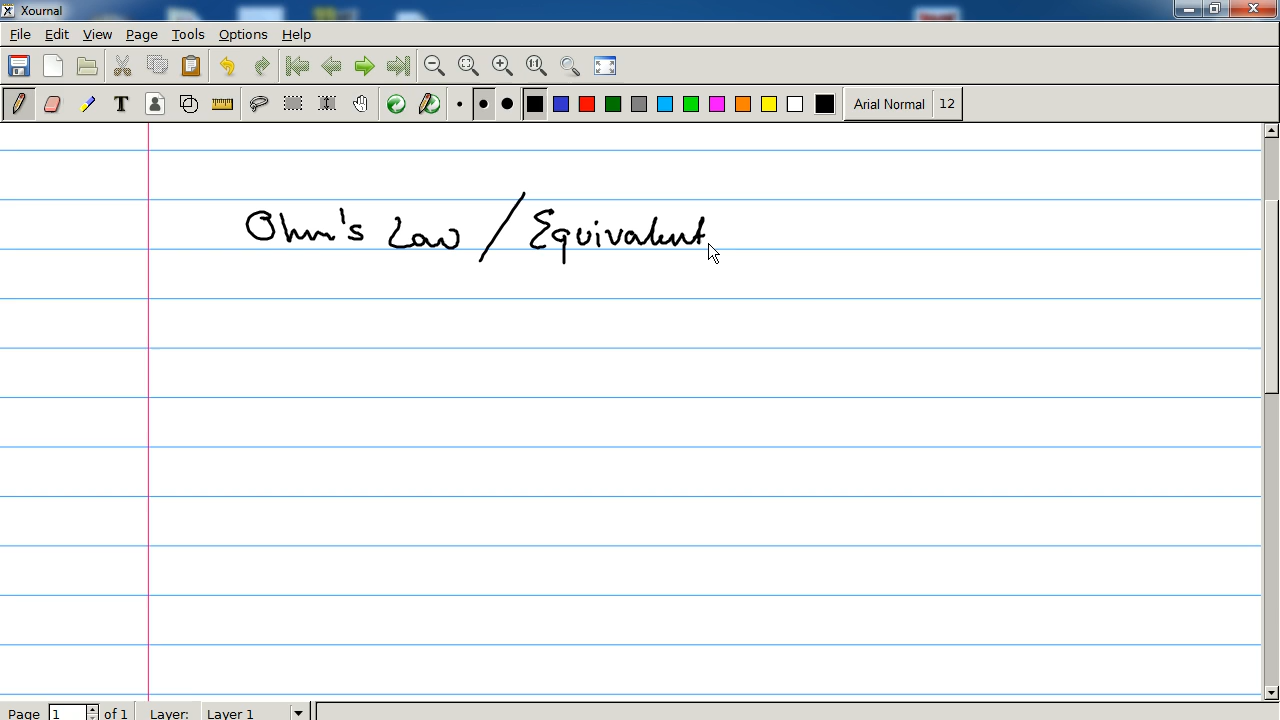 Xournal
File Edit View Page Tools Options Help
T Arial Normal 12
Ohm's Law / Equivalent
Page 1 of 1 Layer: Layer 1